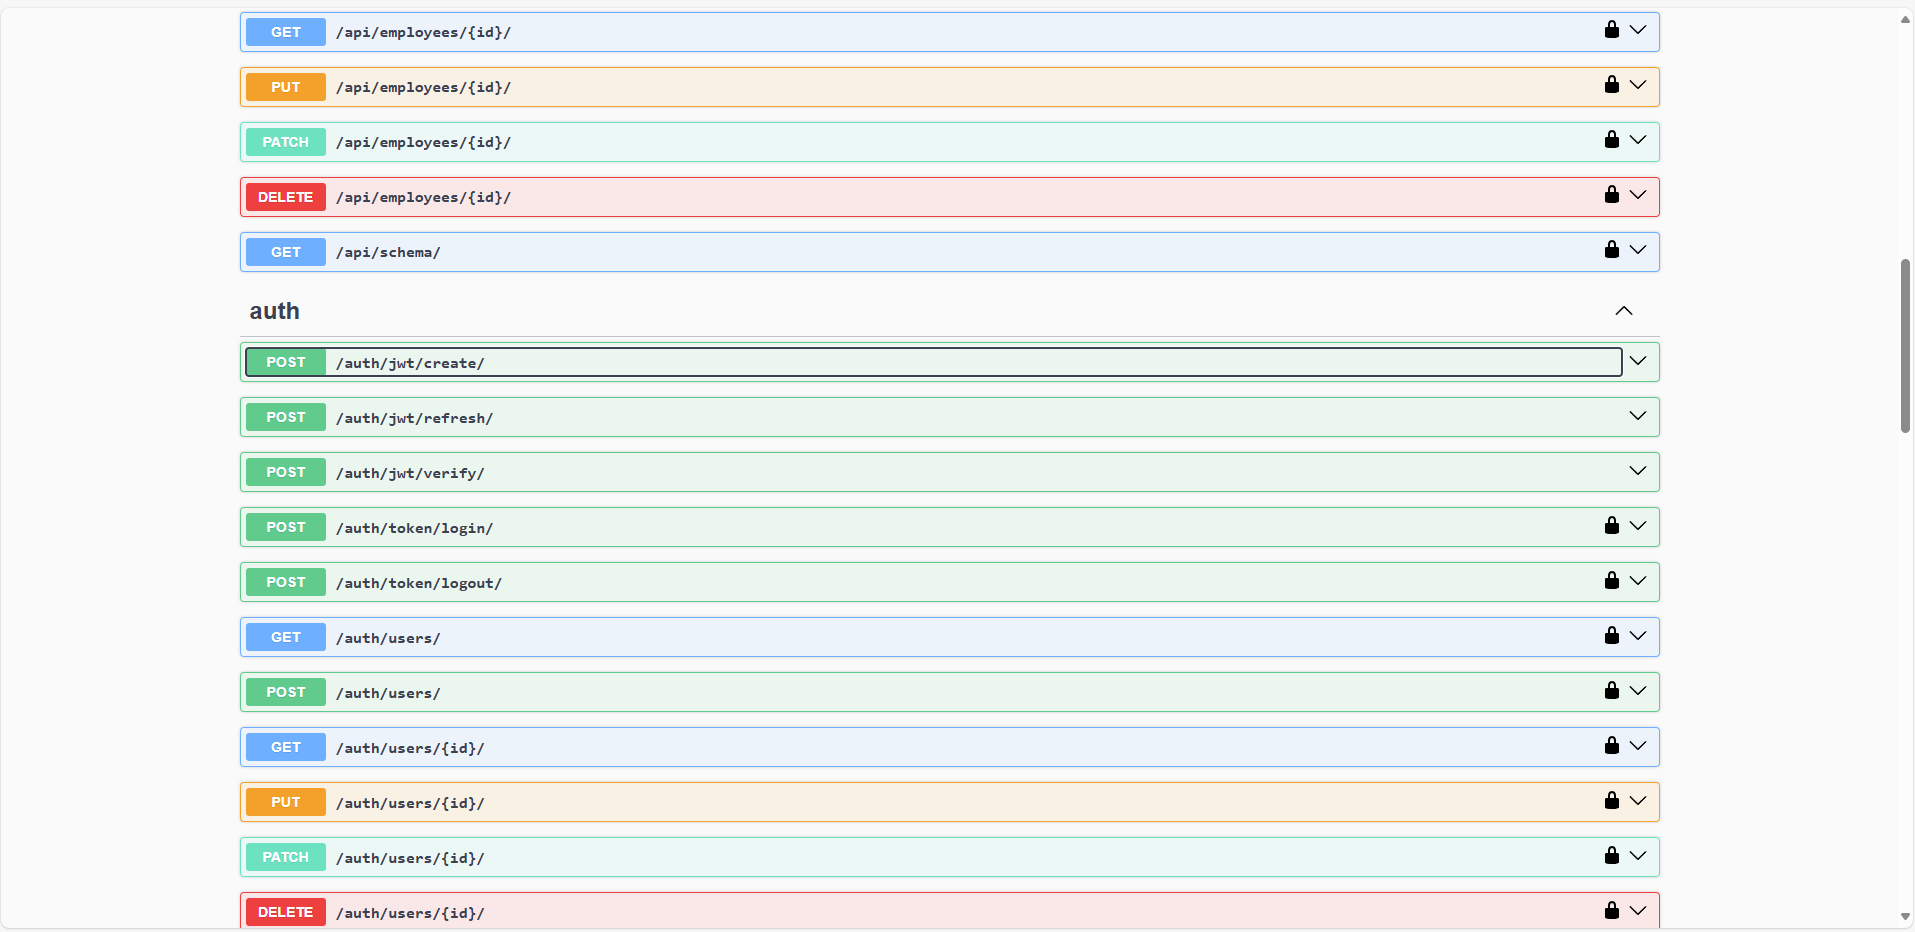 GET /api/employees/{id}/
PUT /api/employees/{id}/
PATCH /api/employees/{id}/
DELETE /api/employees/{id}/
GET /api/schema/
auth
POST /auth/jwt/create/
POST /auth/jwt/refresh/
POST /auth/jwt/verify/
POST /auth/token/login/
POST /auth/token/logout/
GET /auth/users/
POST /auth/users/
GET /auth/users/{id}/
PUT /auth/users/{id}/
PATCH /auth/users/{id}/
DELETE /auth/users/{id}/